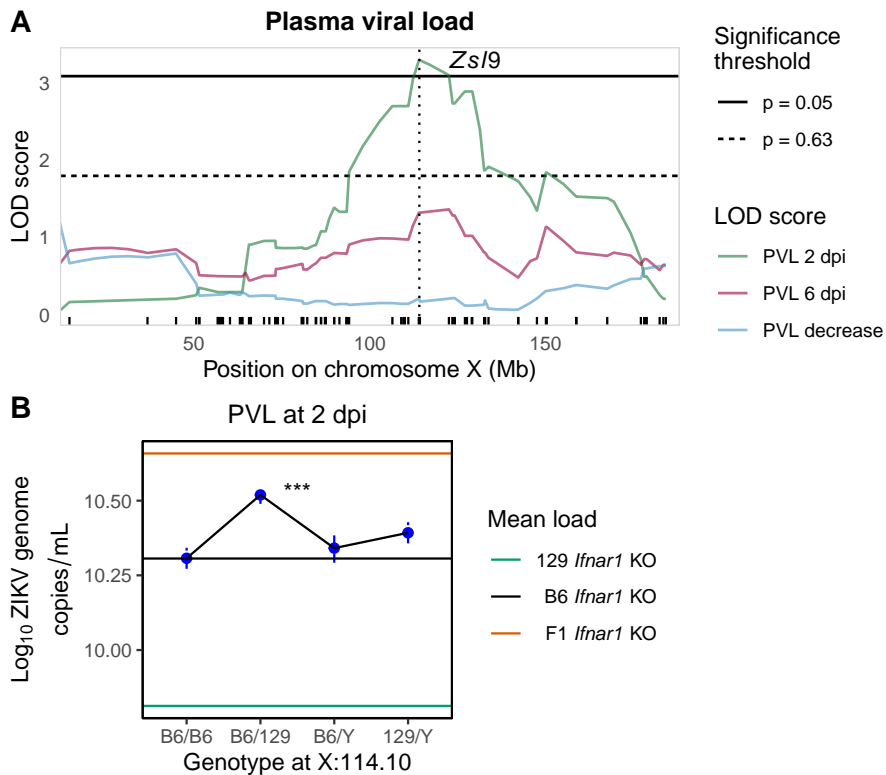 A
Plasma viral load
Zsl9
3
2
1
0
LOD score
50
100
150
Position on chromosome X (Mb)
Significance
threshold
p = 0.05
p = 0.63
LOD score
PVL 2 dpi
PVL 6 dpi
PVL decrease
B
PVL at 2 dpi
***
10.50
10.25
10.00
Log₁₀ ZIKV genome
copies/mL
B6/B6
B6/129
B6/Y
129/Y
Genotype at X:114.10
Mean load
129 Ifnar1 KO
B6 Ifnar1 KO
F1 Ifnar1 KO